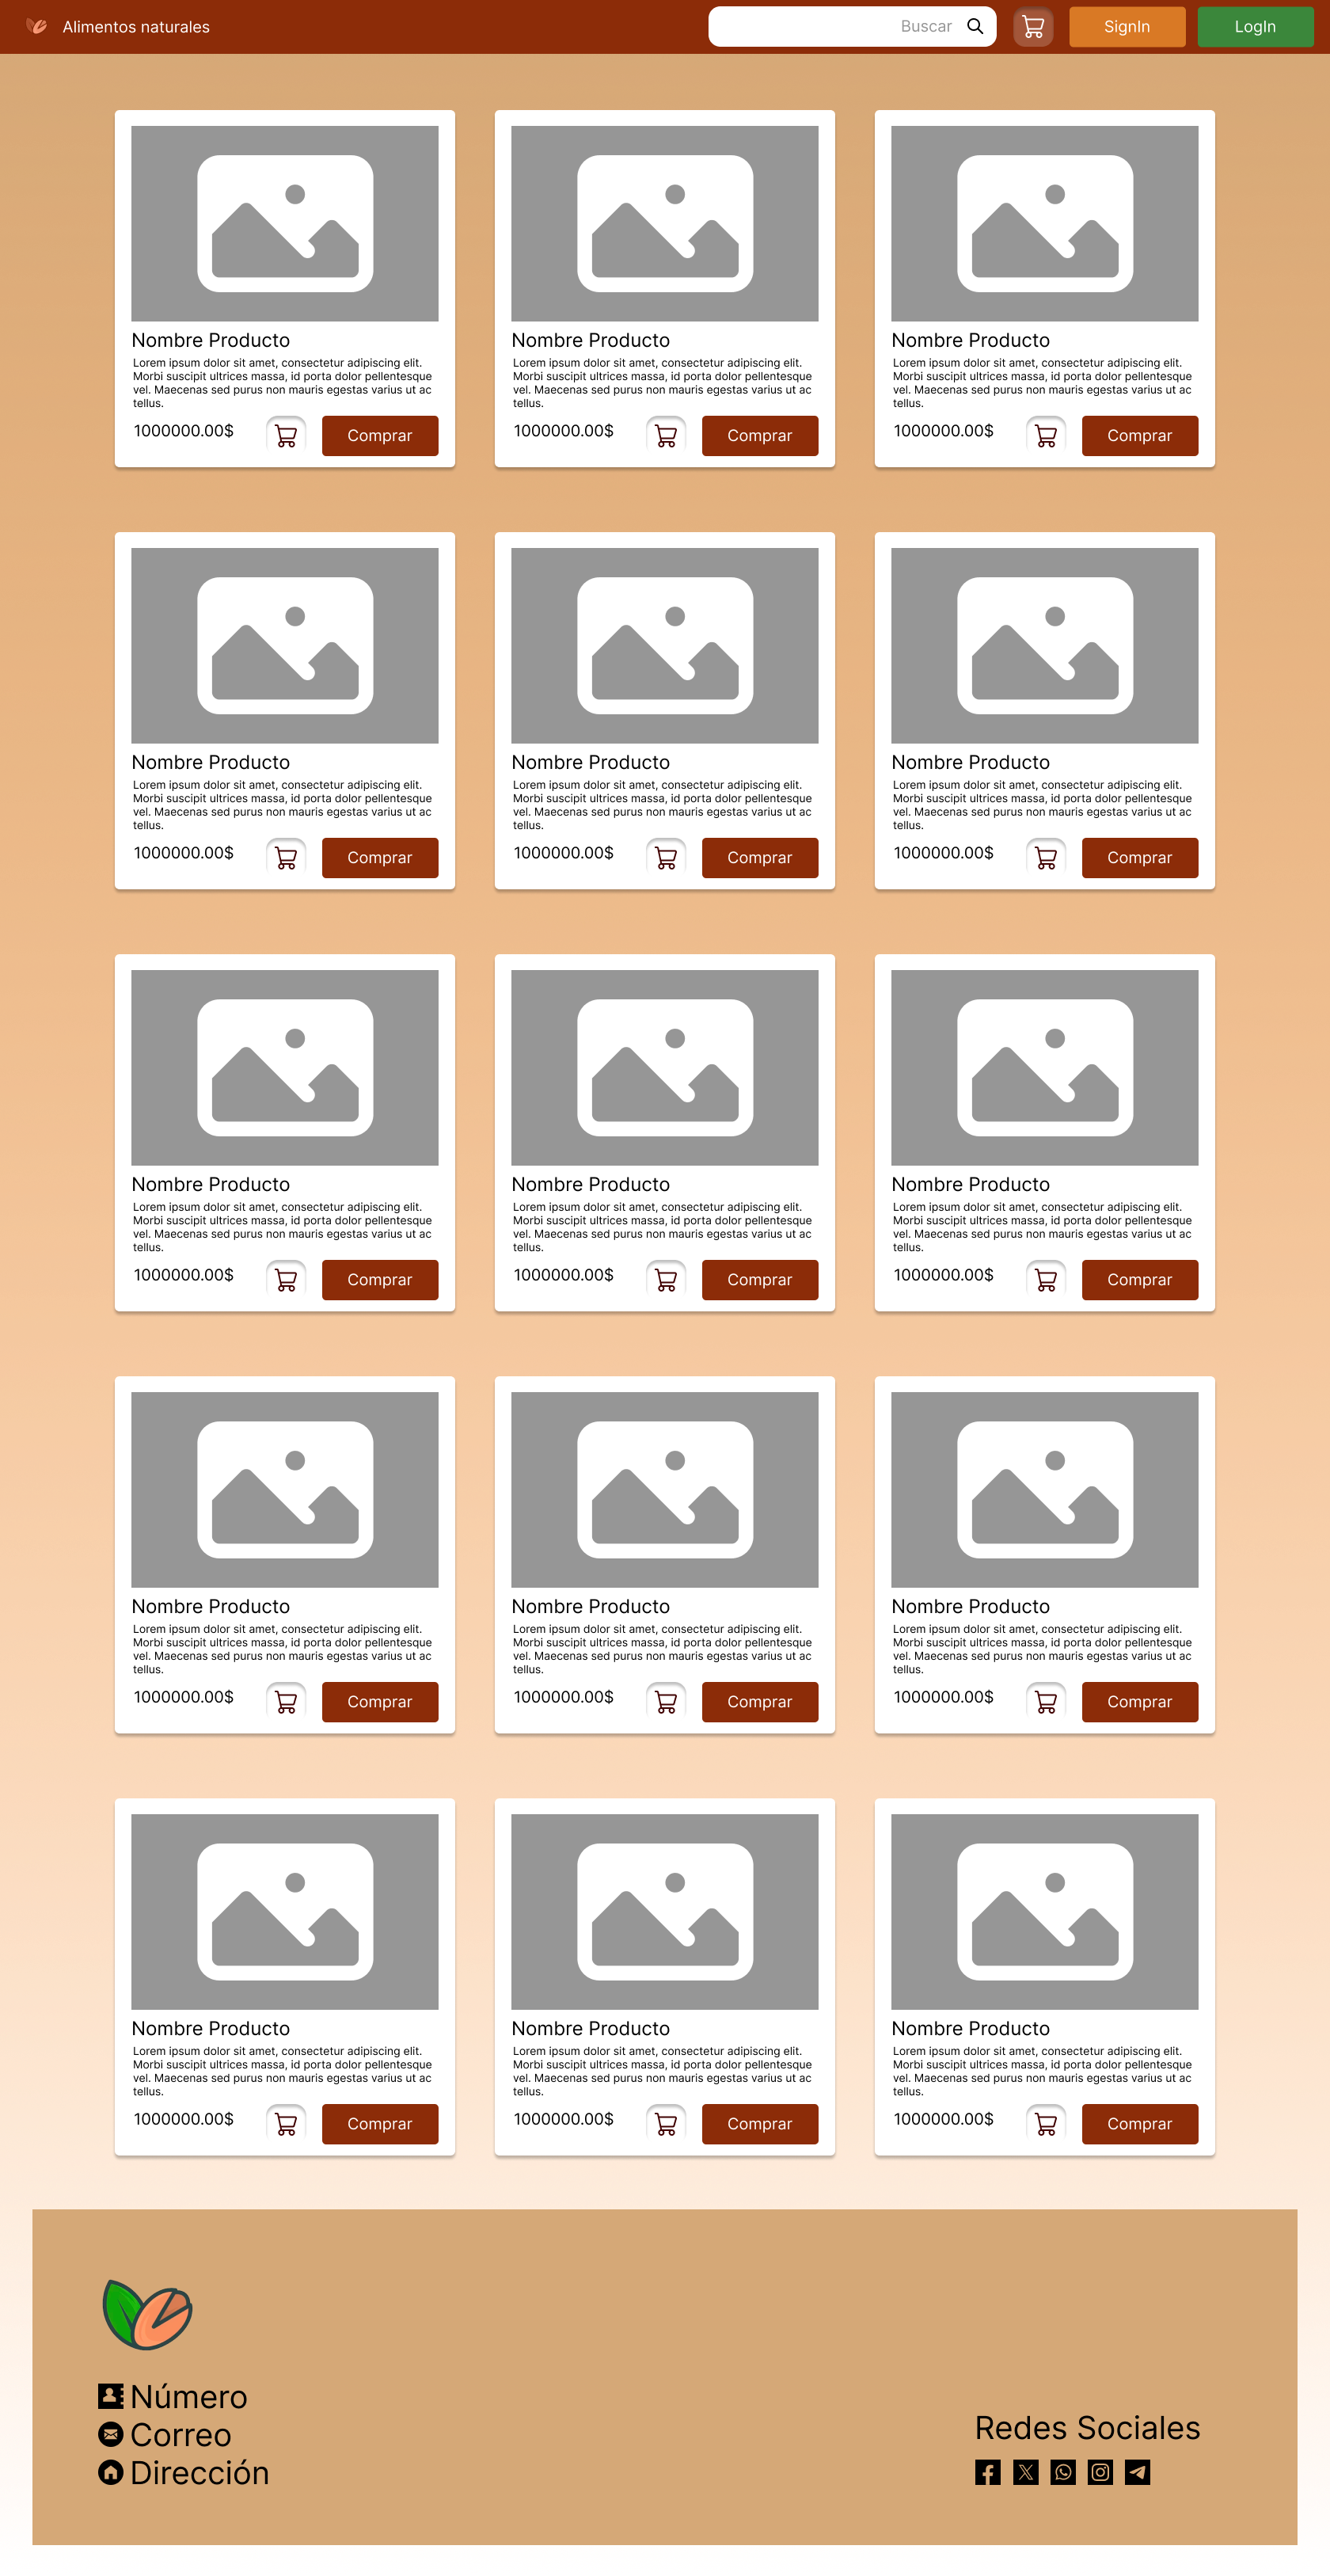 Alimentos naturales
Buscar
SignIn
LogIn
Nombre Producto
Lorem ipsum dolor sit amet, consectetur adipiscing elit.
Morbi suscipit ultrices massa, id porta dolor pellentesque
vel. Maecenas sed purus non mauris egestas varius ut ac
tellus.
1000000.00$
Comprar
Nombre Producto
Lorem ipsum dolor sit amet, consectetur adipiscing elit.
Morbi suscipit ultrices massa, id porta dolor pellentesque
vel. Maecenas sed purus non mauris egestas varius ut ac
tellus.
1000000.00$
Comprar
Nombre Producto
Lorem ipsum dolor sit amet, consectetur adipiscing elit.
Morbi suscipit ultrices massa, id porta dolor pellentesque
vel. Maecenas sed purus non mauris egestas varius ut ac
tellus.
1000000.00$
Comprar
Nombre Producto
Lorem ipsum dolor sit amet, consectetur adipiscing elit.
Morbi suscipit ultrices massa, id porta dolor pellentesque
vel. Maecenas sed purus non mauris egestas varius ut ac
tellus.
1000000.00$
Comprar
Nombre Producto
Lorem ipsum dolor sit amet, consectetur adipiscing elit.
Morbi suscipit ultrices massa, id porta dolor pellentesque
vel. Maecenas sed purus non mauris egestas varius ut ac
tellus.
1000000.00$
Comprar
Nombre Producto
Lorem ipsum dolor sit amet, consectetur adipiscing elit.
Morbi suscipit ultrices massa, id porta dolor pellentesque
vel. Maecenas sed purus non mauris egestas varius ut ac
tellus.
1000000.00$
Comprar
Nombre Producto
Lorem ipsum dolor sit amet, consectetur adipiscing elit.
Morbi suscipit ultrices massa, id porta dolor pellentesque
vel. Maecenas sed purus non mauris egestas varius ut ac
tellus.
1000000.00$
Comprar
Nombre Producto
Lorem ipsum dolor sit amet, consectetur adipiscing elit.
Morbi suscipit ultrices massa, id porta dolor pellentesque
vel. Maecenas sed purus non mauris egestas varius ut ac
tellus.
1000000.00$
Comprar
Nombre Producto
Lorem ipsum dolor sit amet, consectetur adipiscing elit.
Morbi suscipit ultrices massa, id porta dolor pellentesque
vel. Maecenas sed purus non mauris egestas varius ut ac
tellus.
1000000.00$
Comprar
Nombre Producto
Lorem ipsum dolor sit amet, consectetur adipiscing elit.
Morbi suscipit ultrices massa, id porta dolor pellentesque
vel. Maecenas sed purus non mauris egestas varius ut ac
tellus.
1000000.00$
Comprar
Nombre Producto
Lorem ipsum dolor sit amet, consectetur adipiscing elit.
Morbi suscipit ultrices massa, id porta dolor pellentesque
vel. Maecenas sed purus non mauris egestas varius ut ac
tellus.
1000000.00$
Comprar
Nombre Producto
Lorem ipsum dolor sit amet, consectetur adipiscing elit.
Morbi suscipit ultrices massa, id porta dolor pellentesque
vel. Maecenas sed purus non mauris egestas varius ut ac
tellus.
1000000.00$
Comprar
Nombre Producto
Lorem ipsum dolor sit amet, consectetur adipiscing elit.
Morbi suscipit ultrices massa, id porta dolor pellentesque
vel. Maecenas sed purus non mauris egestas varius ut ac
tellus.
1000000.00$
Comprar
Nombre Producto
Lorem ipsum dolor sit amet, consectetur adipiscing elit.
Morbi suscipit ultrices massa, id porta dolor pellentesque
vel. Maecenas sed purus non mauris egestas varius ut ac
tellus.
1000000.00$
Comprar
Nombre Producto
Lorem ipsum dolor sit amet, consectetur adipiscing elit.
Morbi suscipit ultrices massa, id porta dolor pellentesque
vel. Maecenas sed purus non mauris egestas varius ut ac
tellus.
1000000.00$
Comprar
Número
Correo
Dirección
Redes Sociales